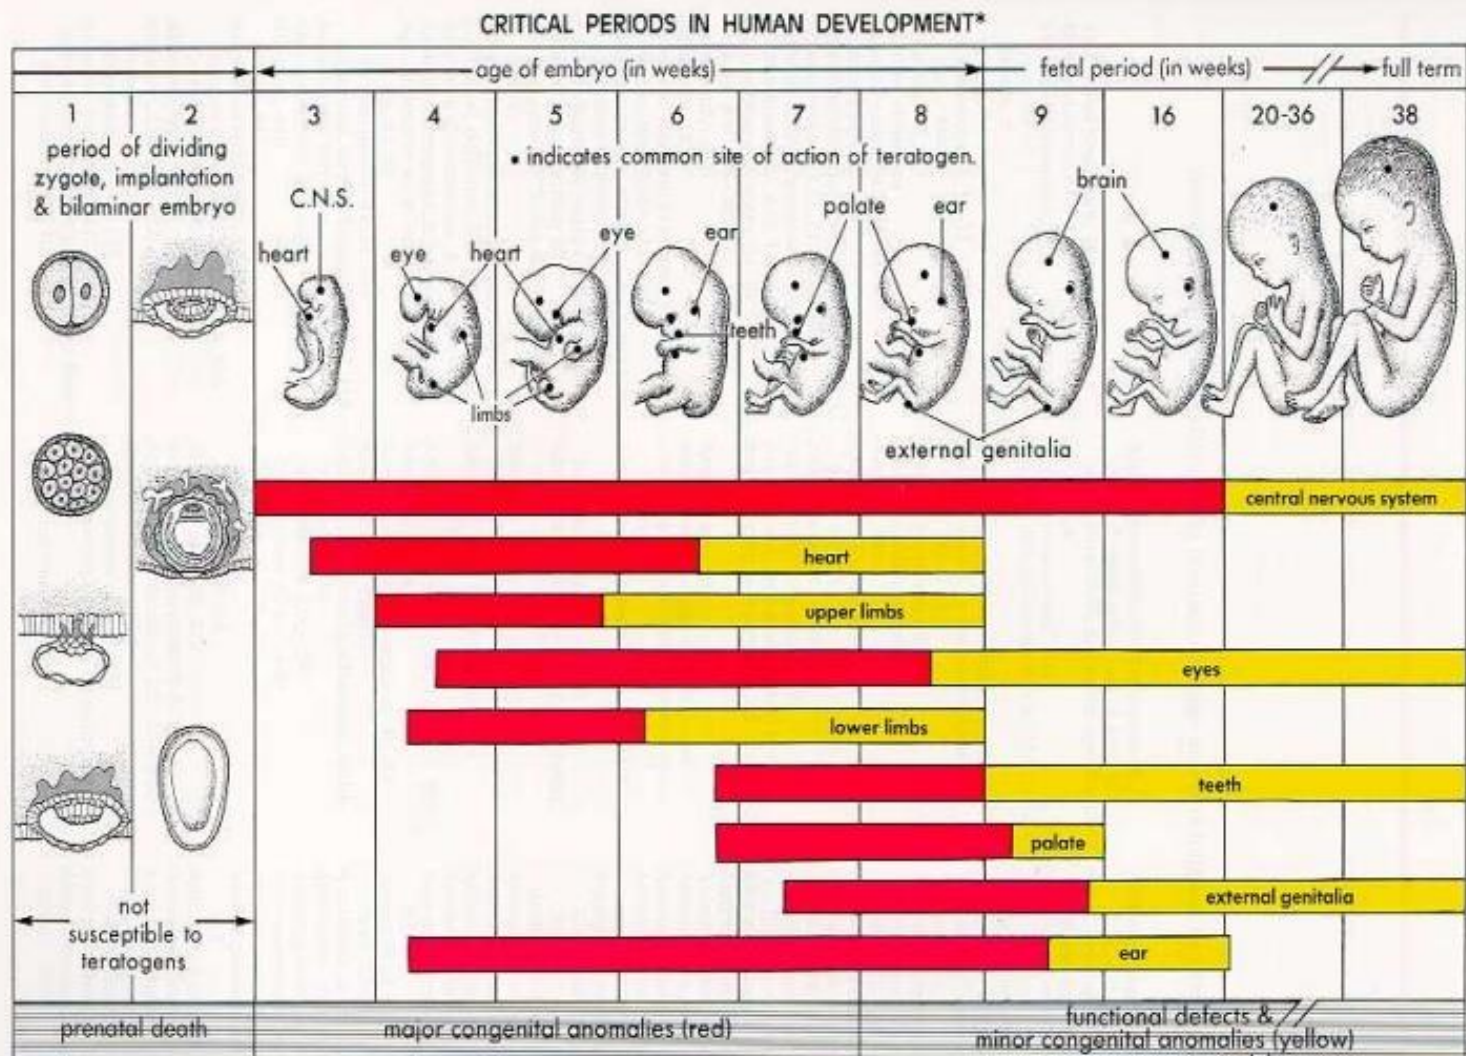 CRITICAL PERIODS IN HUMAN DEVELOPMENT*
age of embryo (in weeks)
fetal period (in weeks)
full term
1
2
3
4
5
6
7
8
9
16
20-36
38
period of dividing
zygote, implantation
& bilaminar embryo
• indicates common site of action of teratogen.
C.N.S.
heart
eye
heart
eye
ear
palate
ear
brain
teeth
limbs
external genitalia
central nervous system
heart
upper limbs
eyes
lower limbs
teeth
palate
external genitalia
ear
not
susceptible to
teratogens
prenatal death
major congenital anomalies (red)
functional defects &
minor congenital anomalies (yellow)